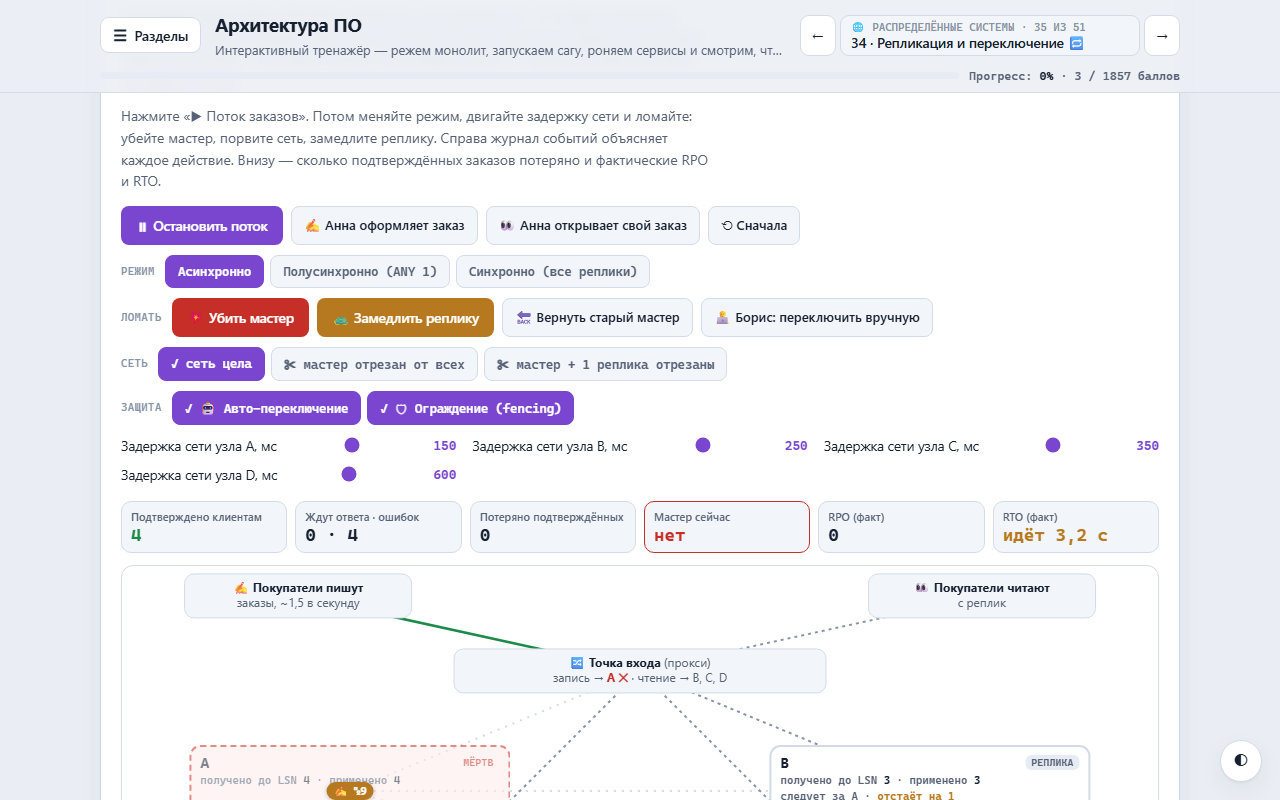 ☰ Разделы
Архитектура ПО
Интерактивный тренажёр — режем монолит, запускаем сагу, роняем сервисы и смотрим, чт...
←
РАСПРЕДЕЛЁННЫЕ СИСТЕМЫ · 35 ИЗ 51
34 · Репликация и переключение
→
Прогресс: 0% · 3 / 1857 баллов
Нажмите «▶ Поток заказов». Потом меняйте режим, двигайте задержку сети и ломайте:
убейте мастер, порвите сеть, замедлите реплику. Справа журнал событий объясняет
каждое действие. Внизу — сколько подтверждённых заказов потеряно и фактические RPO
и RTO.
⏸ Остановить поток
✍ Анна оформляет заказ
👀 Анна открывает свой заказ
⟲ Сначала
РЕЖИМ
Асинхронно
Полусинхронно (ANY 1)
Синхронно (все реплики)
ЛОМАТЬ
Убить мастер
Замедлить реплику
🔙 Вернуть старый мастер
Борис: переключить вручную
СЕТЬ
✓ сеть цела
✂ мастер отрезан от всех
✂ мастер + 1 реплика отрезаны
ЗАЩИТА
✓ Авто-переключение
✓ 🛡 Ограждение (fencing)
Задержка сети узла A, мс 150
Задержка сети узла B, мс 250
Задержка сети узла C, мс 350
Задержка сети узла D, мс 600
Подтверждено клиентам
4
Ждут ответа · ошибок
0 · 4
Потеряно подтверждённых
0
Мастер сейчас
нет
RPO (факт)
0
RTO (факт)
идёт 3,2 с
✍ Покупатели пишут
заказы, ~1,5 в секунду
👀 Покупатели читают
с реплик
🔀 Точка входа (прокси)
запись → A ✕ · чтение → B, C, D
A
МЁРТВ
получено до LSN 4 · применено 4
✍ №9
B
РЕПЛИКА
получено до LSN 3 · применено 3
следует за A · отстаёт на 1